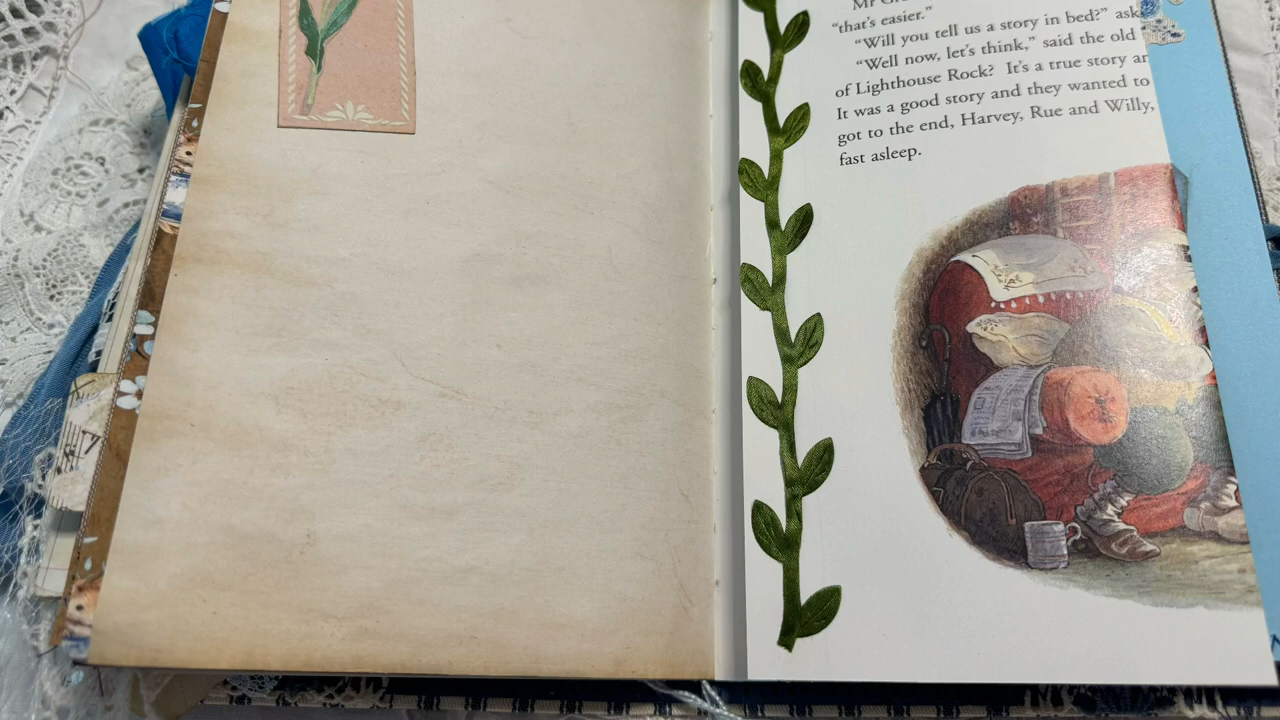 Mr
"that's easier."
"Will you tell us a story in bed?" ask
"Well now, let's think," said the old
of Lighthouse Rock? It's a true story an
It was a good story and they wanted to
got to the end, Harvey, Rue and Willy,
fast asleep.